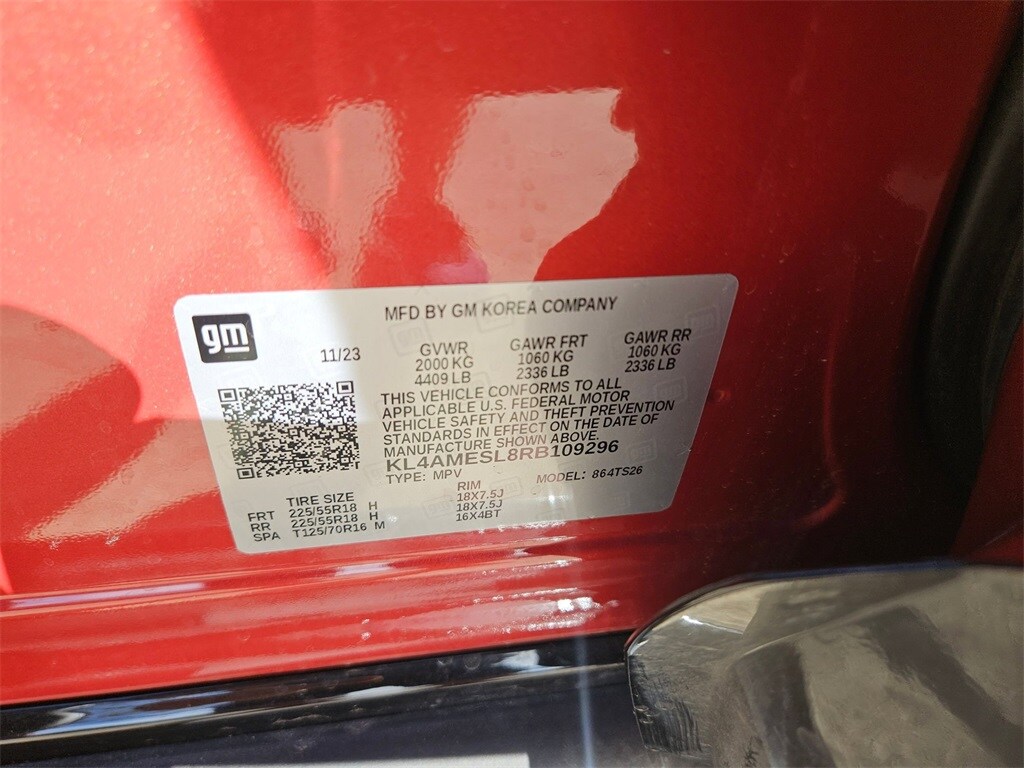 gm
MFD BY GM KOREA COMPANY
11/23
GVWR
2000 KG
4409 LB
GAWR FRT
1060 KG
2336 LB
GAWR RR
1060 KG
2336 LB
THIS VEHICLE CONFORMS TO ALL
APPLICABLE U.S. FEDERAL MOTOR
VEHICLE SAFETY AND THEFT PREVENTION
STANDARDS IN EFFECT ON THE DATE OF
MANUFACTURE SHOWN ABOVE.
KL4AMESL8RB109296
TYPE: MPV MODEL: 864TS26
TIRE SIZE RIM
FRT 225/55R18 H 18X7.5J
RR 225/55R18 H 18X7.5J
SPA T125/70R16 M 16X4BT